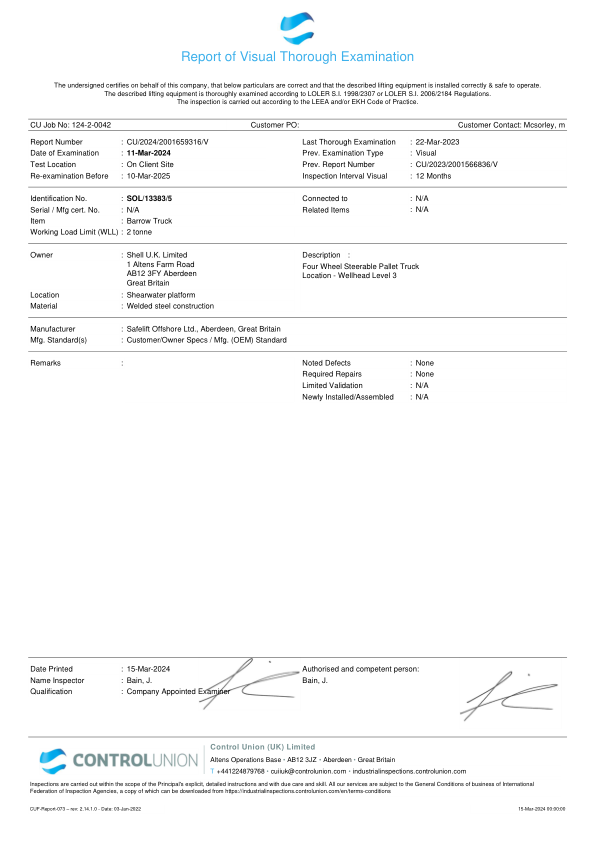 Report of Visual Thorough Examination
The undersigned certifies on behalf of this company, that below particulars are correct and that the described lifting equipment is installed correctly & safe to operate.
The described lifting equipment is thoroughly examined according to LOLER S.I. 1998/2307 or LOLER S.I. 2006/2184 Regulations.
The inspection is carried out according to the LEEA and/or EKH Code of Practice.
CU Job No: 124-2-0042 Customer PO: Customer Contact: Mcsorley, m
Report Number : CU/2024/2001659316/V Last Thorough Examination : 22-Mar-2023
Date of Examination : 11-Mar-2024 Prev. Examination Type : Visual
Test Location : On Client Site Prev. Report Number : CU/2023/2001566836/V
Re-examination Before : 10-Mar-2025 Inspection Interval Visual : 12 Months
Identification No. : SOL/13383/5 Connected to : N/A
Serial / Mfg cert. No. : N/A Related Items : N/A
Item : Barrow Truck
Working Load Limit (WLL) : 2 tonne
Owner : Shell U.K. Limited Description :
1 Altens Farm Road Four Wheel Steerable Pallet Truck
AB12 3FY Aberdeen Location - Wellhead Level 3
Great Britain
Location : Shearwater platform
Material : Welded steel construction
Manufacturer : Safelift Offshore Ltd., Aberdeen, Great Britain
Mfg. Standard(s) : Customer/Owner Specs / Mfg. (OEM) Standard
Remarks : Noted Defects : None
Required Repairs : None
Limited Validation : N/A
Newly Installed/Assembled : N/A
Date Printed : 15-Mar-2024 Authorised and competent person:
Name Inspector : Bain, J. Bain, J.
Qualification : Company Appointed Examiner
CONTROLUNION
Control Union (UK) Limited
Altens Operations Base · AB12 3JZ · Aberdeen · Great Britain
T +441224879768 · cuiiuk@controlunion.com · industrialinspections.controlunion.com
Inspections are carried out within the scope of the Principal's explicit, detailed instructions and with due care and skill. All our services are subject to the General Conditions of business of International
Federation of Inspection Agencies, a copy of which can be downloaded from https://industrialinspections.controlunion.com/en/terms-conditions
CUF-Report-073 – rev: 2.14.1.0 - Date: 03-Jun-2022 15-Mar-2024 00:00:00